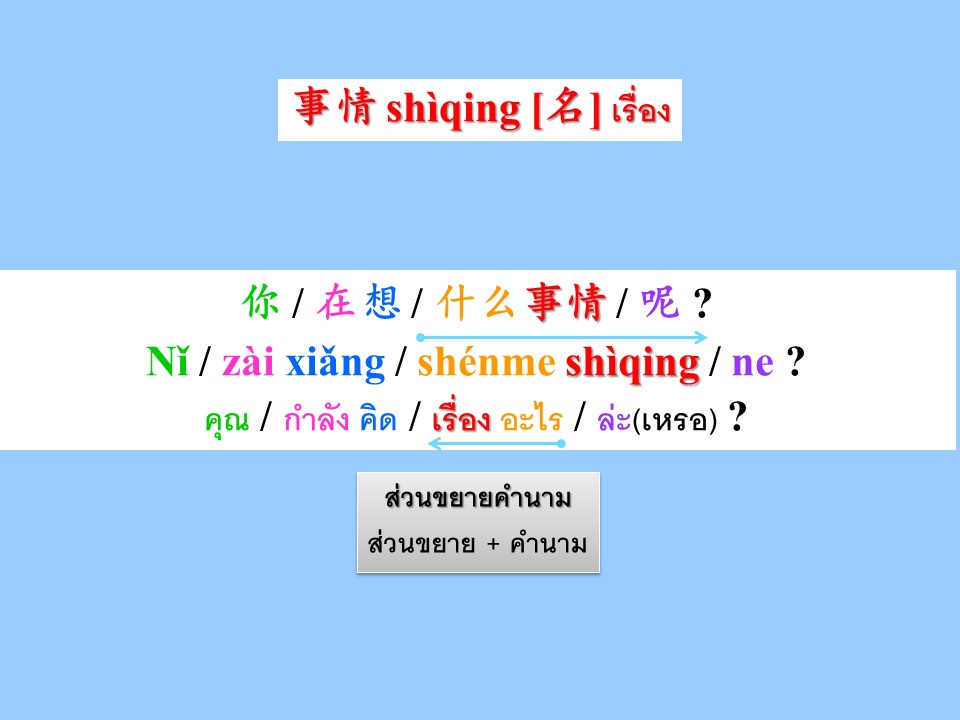 事情 shìqing [名] เรื่อง
你 / 在想 / 什么事情 / 呢 ?
Nǐ / zài xiǎng / shénme shìqing / ne ?
คุณ / กำลัง คิด / เรื่อง อะไร / ล่ะ(เหรอ) ?
ส่วนขยายคำนาม
ส่วนขยาย + คำนาม